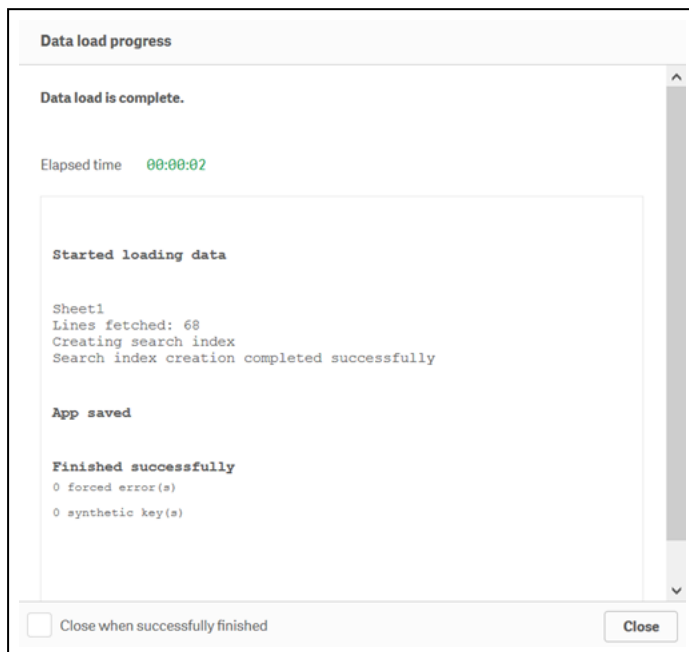 Data load progress
Data load is complete.
Elapsed time 00:00:02
Started loading data
Sheet1
Lines fetched: 68
Creating search index
Search index creation completed successfully
App saved
Finished successfully
0 forced error(s)
0 synthetic key(s)
Close when successfully finished
Close